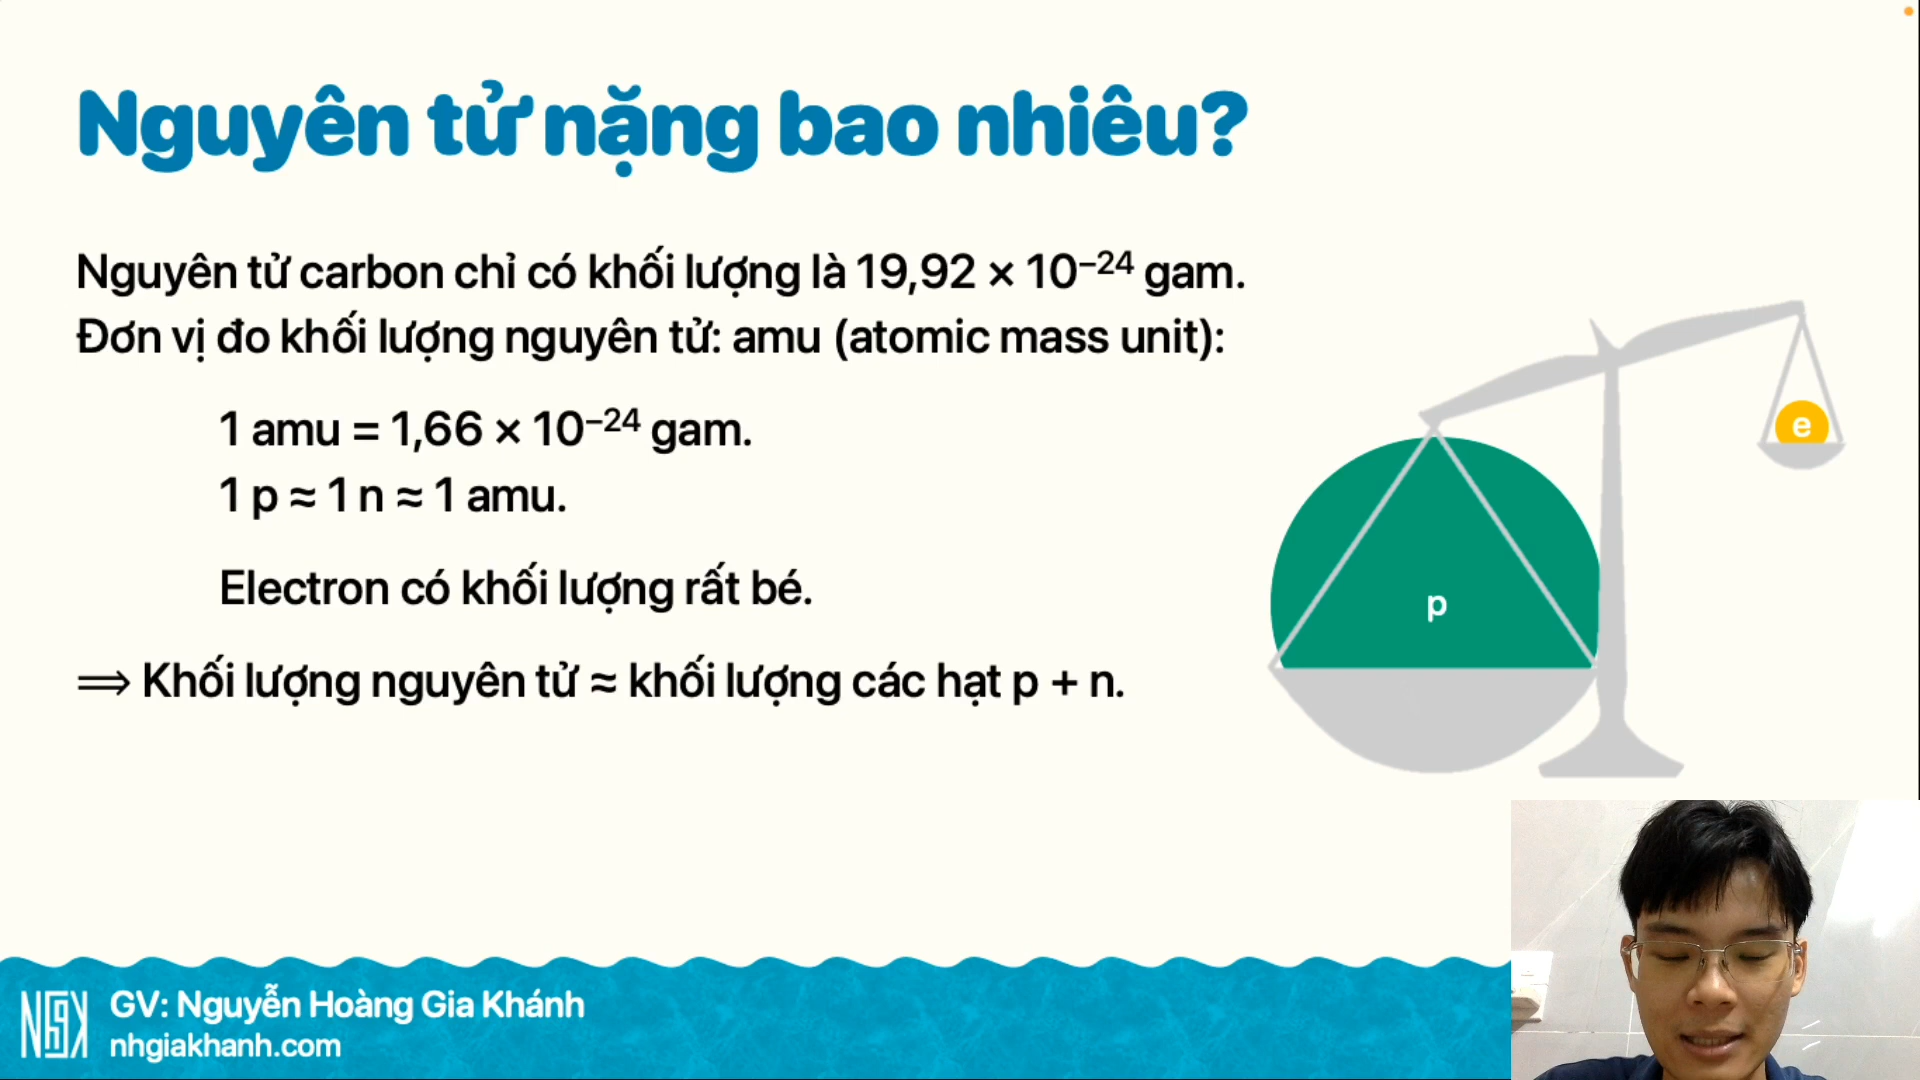 Nguyên tử nặng bao nhiêu?
Nguyên tử carbon chỉ có khối lượng là 19,92 × 10⁻²⁴ gam.
Đơn vị đo khối lượng nguyên tử: amu (atomic mass unit):
1 amu = 1,66 × 10⁻²⁴ gam.
1 p ≈ 1 n ≈ 1 amu.
Electron có khối lượng rất bé.
⟹ Khối lượng nguyên tử ≈ khối lượng các hạt p + n.
e
p
NGK
GV: Nguyễn Hoàng Gia Khánh
nhgiakhanh.com